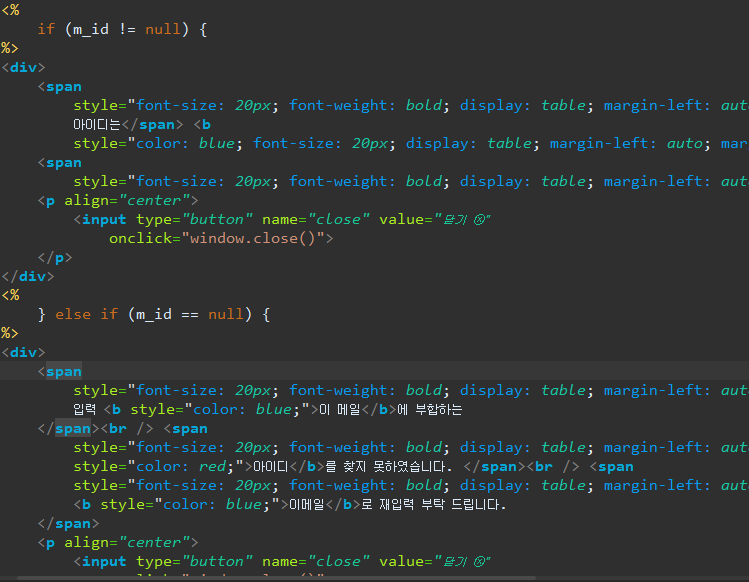 <%
if (m_id != null) {
%>
<div>
<span
style="font-size: 20px; font-weight: bold; display: table; margin-left: aut
아이디는</span> <b
style="color: blue; font-size: 20px; display: table; margin-left: auto; mar
<span
style="font-size: 20px; font-weight: bold; display: table; margin-left: aut
<p align="center">
<input type="button" name="close" value="닫기 ⓧ"
onclick="window.close()">
</p>
</div>
<%
} else if (m_id == null) {
%>
<div>
<span
style="font-size: 20px; font-weight: bold; display: table; margin-left: aut
입력 <b style="color: blue;">이 메일</b>에 부합하는
</span><br /> <span
style="font-size: 20px; font-weight: bold; display: table; margin-left: aut
style="color: red;">아이디</b>를 찾지 못하였습니다. </span><br /> <span
style="font-size: 20px; font-weight: bold; display: table; margin-left: aut
<b style="color: blue;">이메일</b>로 재입력 부탁 드립니다.
</span>
<p align="center">
<input type="button" name="close" value="닫기 ⓧ"